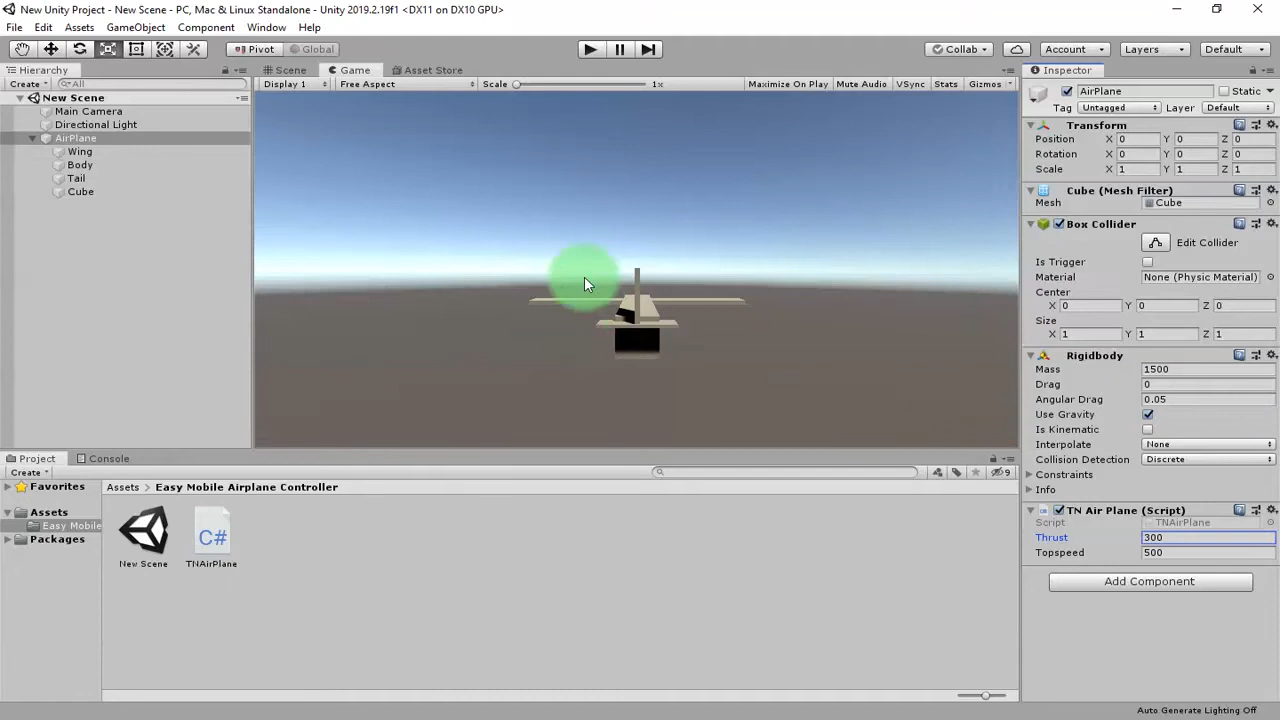 New Unity Project - New Scene - PC, Mac & Linux Standalone - Unity 2019.2.19f1 <DX11 on DX10 GPU>
File Edit Assets GameObject Component Window Help
Pivot Global Collab Account Layers Default
Hierarchy Scene Game Asset Store Inspector
Create All Display 1 Free Aspect Scale 1x Maximize On Play Mute Audio VSync Stats Gizmos
New Scene
Main Camera
Directional Light
AirPlane
Wing
Body
Tail
Cube
AirPlane Static
Tag Untagged Layer Default
Transform
Position X 0 Y 0 Z 0
Rotation X 0 Y 0 Z 0
Scale X 1 Y 1 Z 1
Cube (Mesh Filter)
Mesh Cube
Box Collider
Edit Collider
Is Trigger
Material None (Physic Material)
Center
X 0 Y 0 Z 0
Size
X 1 Y 1 Z 1
Rigidbody
Mass 1500
Drag 0
Angular Drag 0.05
Use Gravity
Is Kinematic
Interpolate None
Collision Detection Discrete
Constraints
Info
TN Air Plane (Script)
Script TNAirPlane
Thrust 300
Topspeed 500
Add Component
Project Console
Create 9
Favorites
Assets
Easy Mobile
Packages
Assets > Easy Mobile Airplane Controller
C#
New Scene TNAirPlane
Auto Generate Lighting Off